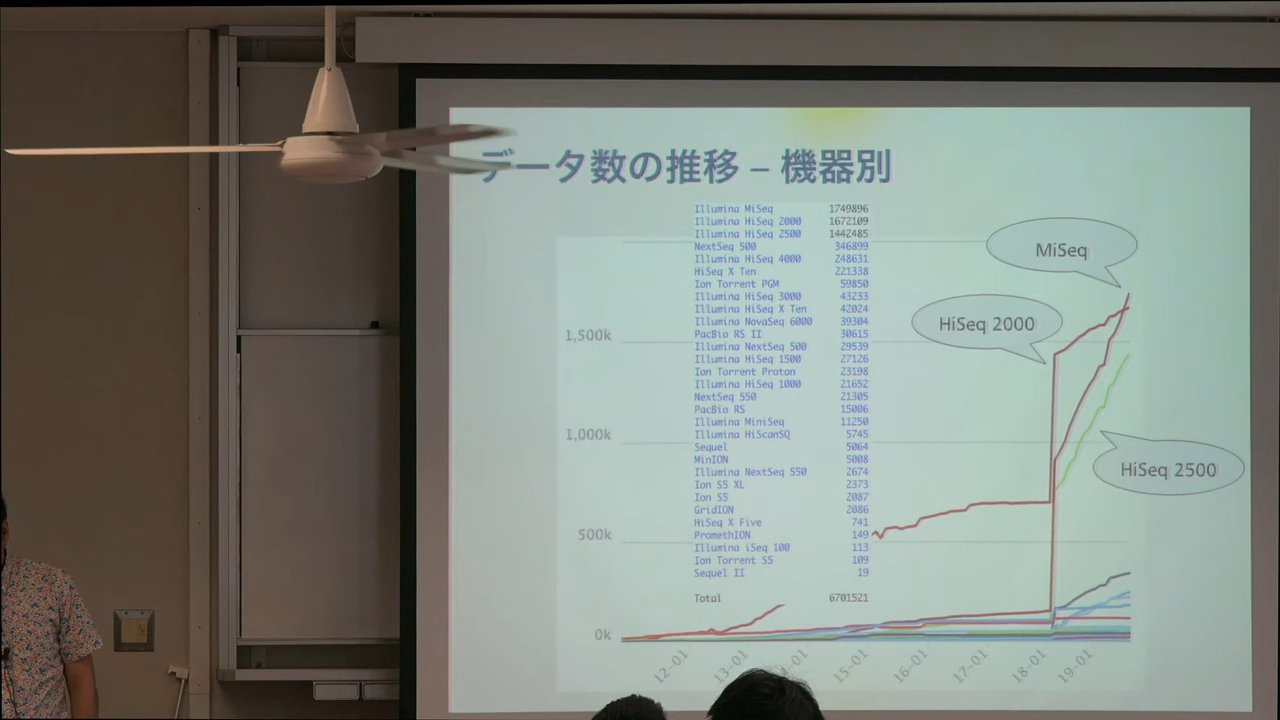 データ数の推移 – 機器別
Illumina MiSeq 1749896
Illumina HiSeq 2000 1672109
Illumina HiSeq 2500 1442485
NextSeq 500 346899
Illumina HiSeq 4000 248631
HiSeq X Ten 221338
Ion Torrent PGM 59850
Illumina HiSeq 3000 43233
Illumina HiSeq X Ten 42024
Illumina NovaSeq 6000 39304
PacBio RS II 30615
Illumina NextSeq 500 29539
Illumina HiSeq 1500 27126
Ion Torrent Proton 23198
Illumina HiSeq 1000 21652
NextSeq 550 21305
PacBio RS 15006
Illumina MiniSeq 11250
Illumina HiScanSQ 5745
Sequel 5064
MinION 5008
Illumina NextSeq 550 2674
Ion S5 XL 2373
Ion S5 2087
GridION 2086
HiSeq X Five 741
PromethION 149
Illumina iSeq 100 113
Ion Torrent S5 109
Sequel II 19
Total 6701521
MiSeq
HiSeq 2000
HiSeq 2500
1,500k
1,000k
500k
0k
12-01
13-01
14-01
15-01
16-01
17-01
18-01
19-01